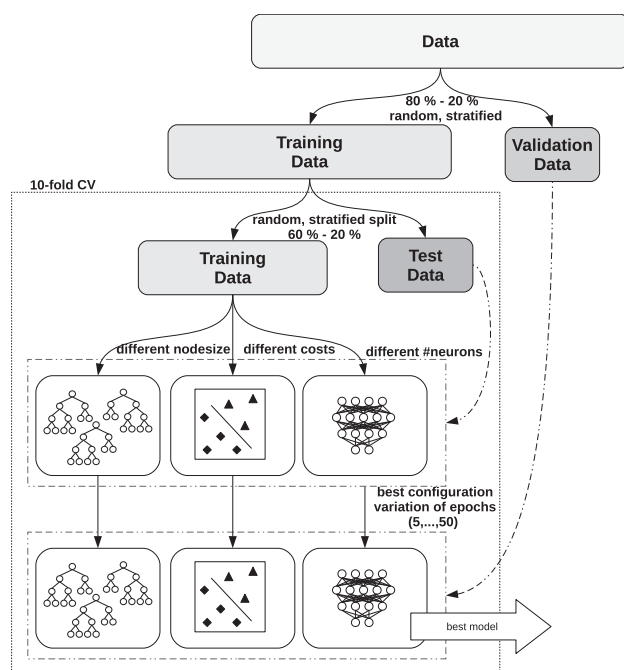 Data
80 % - 20 %
random, stratified
Training
Data
Validation
Data
10-fold CV
random, stratified split
60 % - 20 %
Training
Data
Test
Data
different nodesize
different costs
different #neurons
best configuration
variation of epochs
(5,...,50)
best model